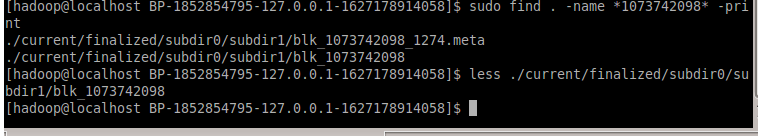 [hadoop@localhost BP-1852854795-127.0.0.1-1627178914058]$ sudo find . -name *1073742098* -pri
nt
./current/finalized/subdir0/subdir1/blk_1073742098_1274.meta
./current/finalized/subdir0/subdir1/blk_1073742098
[hadoop@localhost BP-1852854795-127.0.0.1-1627178914058]$ less ./current/finalized/subdir0/su
bdir1/blk_1073742098
[hadoop@localhost BP-1852854795-127.0.0.1-1627178914058]$